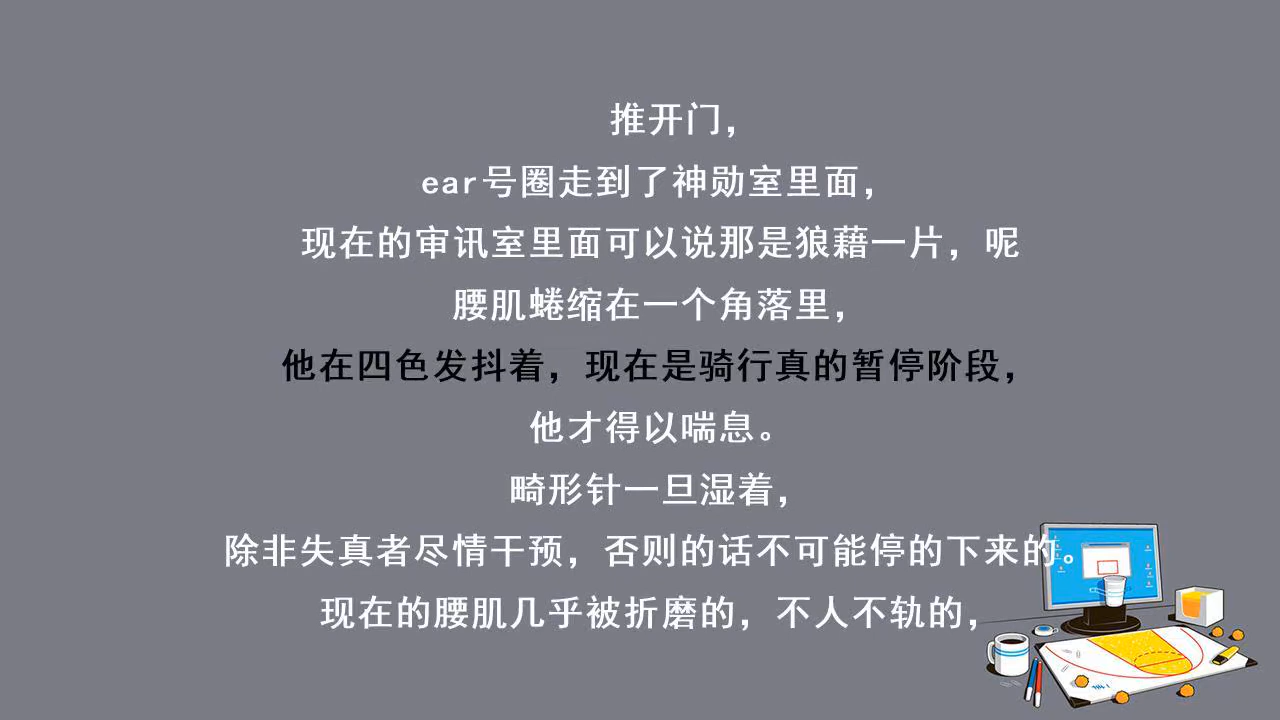 推开门，
ear号圈走到了神勋室里面，
现在的审讯室里面可以说那是狼藉一片，呢
腰肌蜷缩在一个角落里，
他在四色发抖着，现在是骑行真的暂停阶段，
他才得以喘息。
畸形针一旦湿着，
除非失真者尽情干预，否则的话不可能停的下来的。
现在的腰肌几乎被折磨的，不人不轨的，